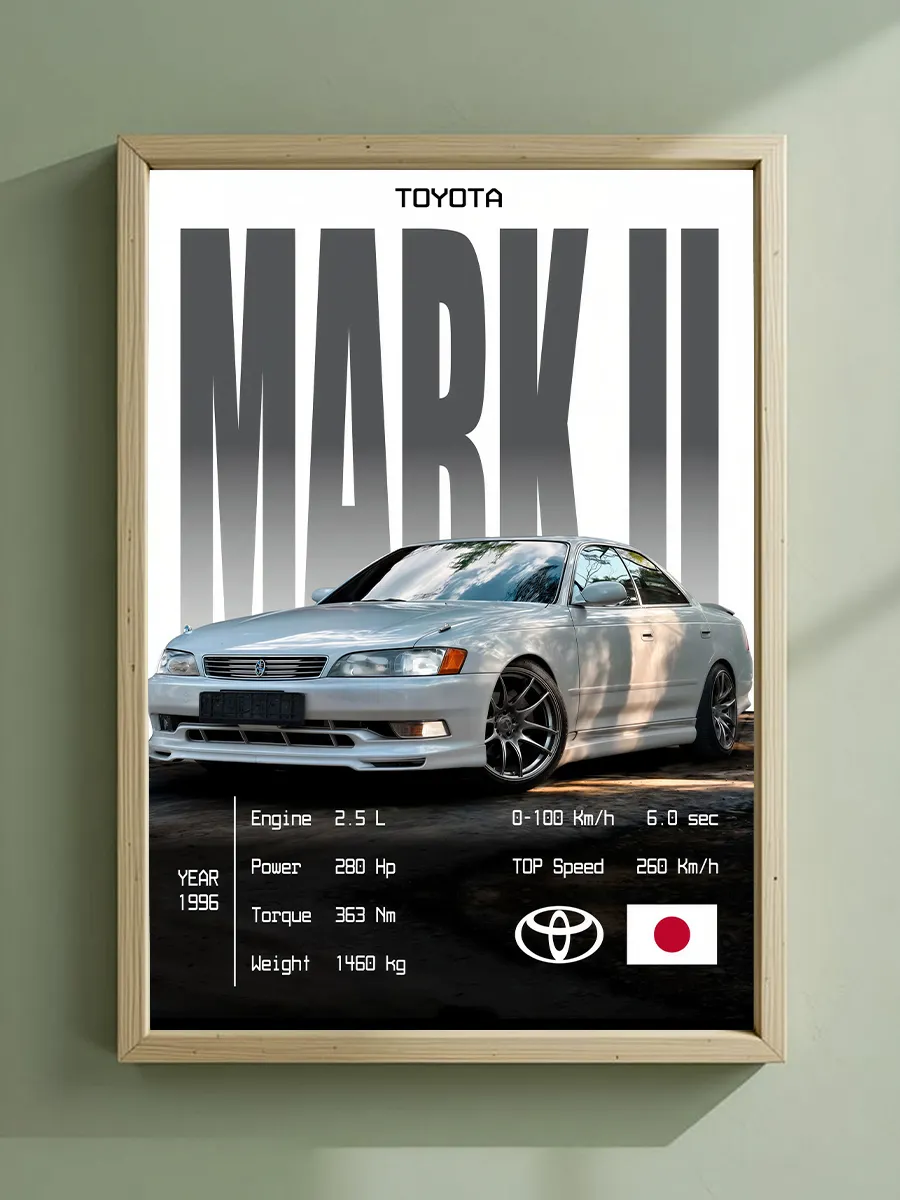 TOYOTA
MARK II
YEAR
1996
Engine 2.5 L
Power 280 Hp
Torque 363 Nm
Weight 1460 kg
0-100 Km/h 6.0 sec
TOP Speed 260 Km/h